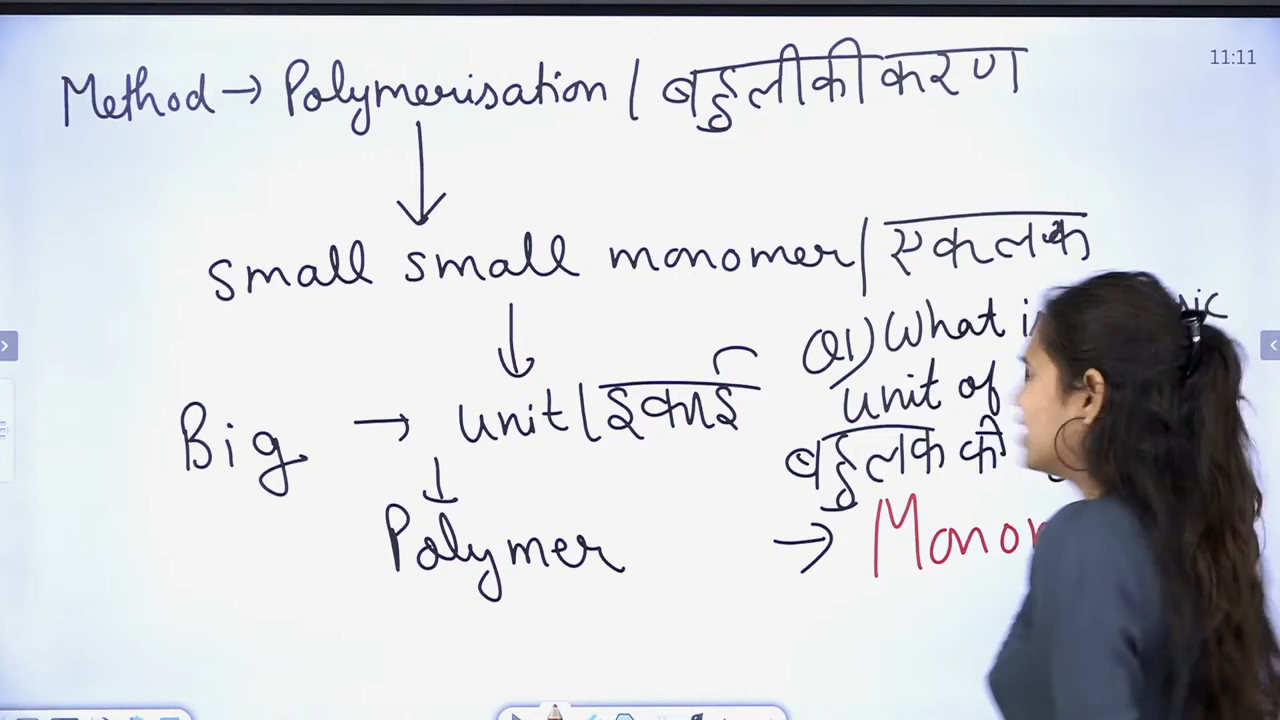 11:11
Method → Polymerisation / बहुलीकीकरण
↓
small small monomer / एकलक
↓
Q1) What
Big → unit / इकाई
unit of
बहुलक की
↓
Polymer
→